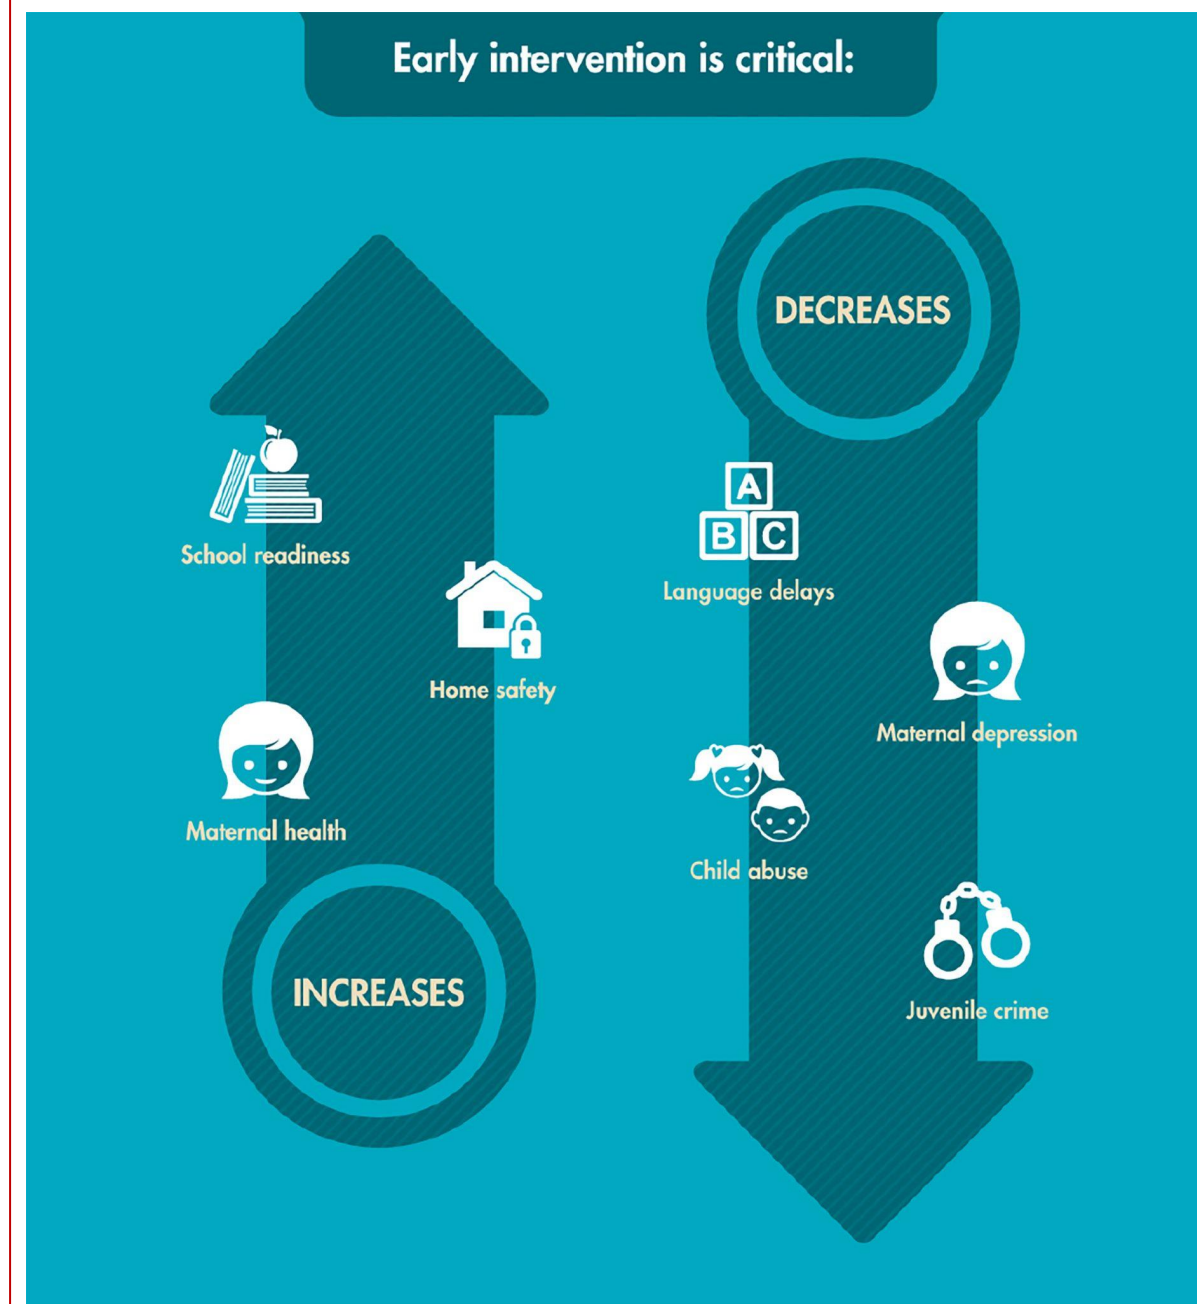 Early intervention is critical:
School readiness
Home safety
Maternal health
INCREASES
DECREASES
A
B C
Language delays
Maternal depression
Child abuse
Juvenile crime